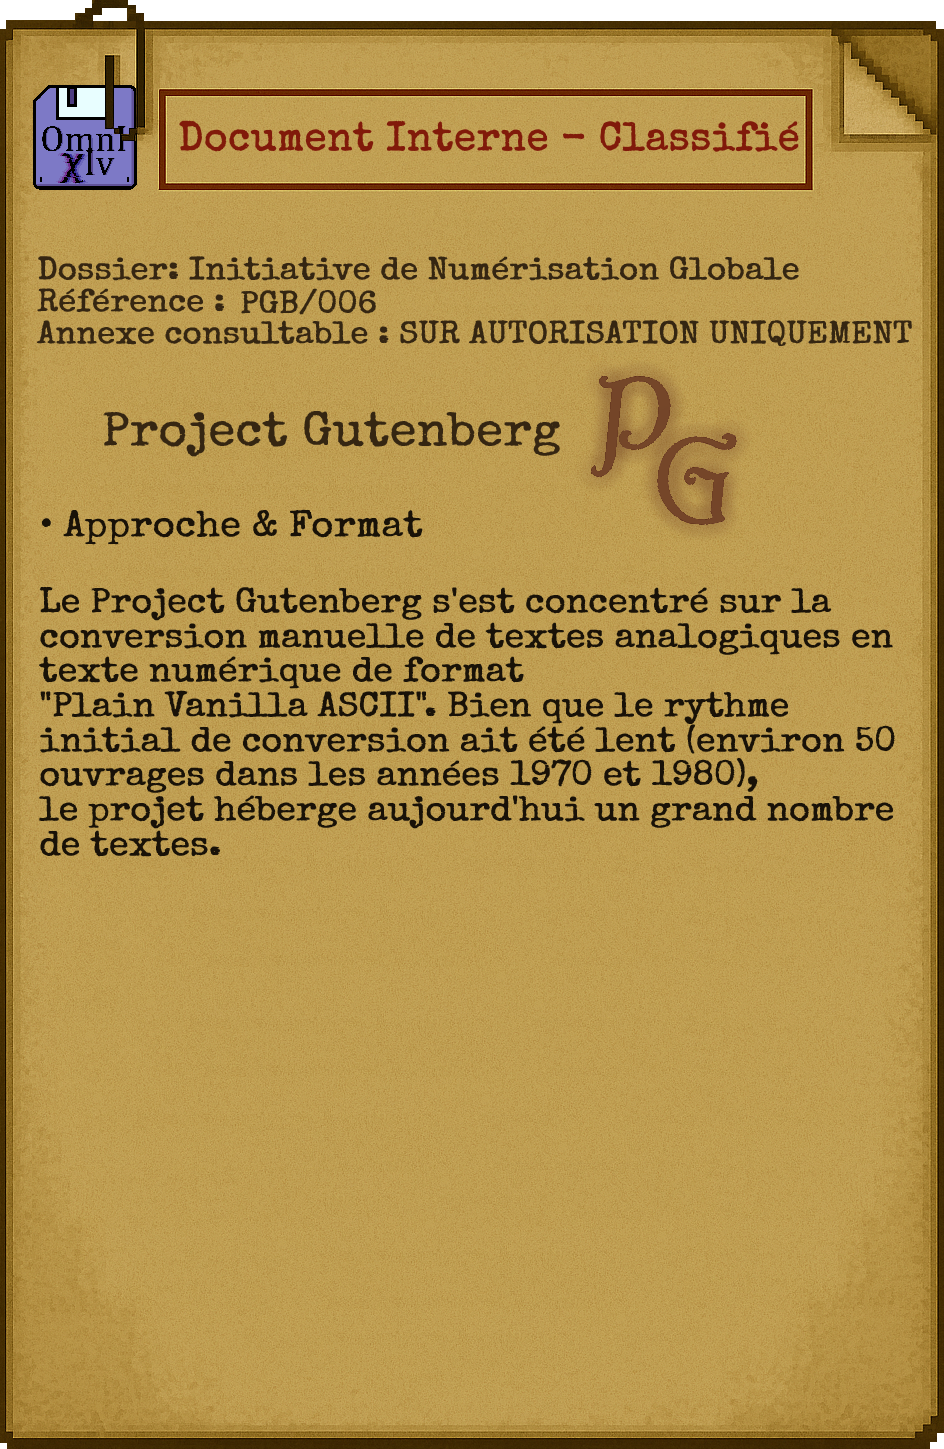 OmnI
Xlv
Document Interne - Classifié
Dossier: Initiative de Numérisation Globale
Référence : PGB/006
Annexe consultable : SUR AUTORISATION UNIQUEMENT
Project Gutenberg
PG
• Approche & Format
Le Project Gutenberg s'est concentré sur la
conversion manuelle de textes analogiques en
texte numérique de format
"Plain Vanilla ASCII". Bien que le rythme
initial de conversion ait été lent (environ 50
ouvrages dans les années 1970 et 1980),
le projet héberge aujourd'hui un grand nombre
de textes.